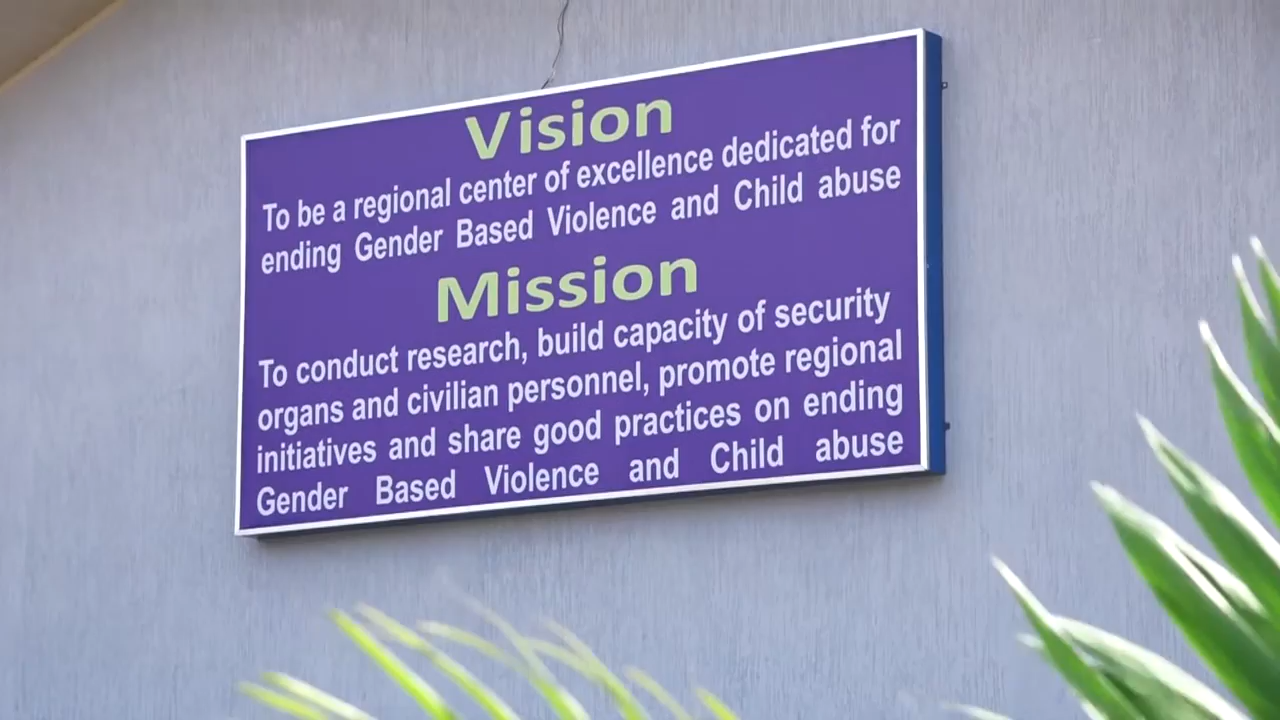 Vision
To be a regional center of excellence dedicated for
ending Gender Based Violence and Child abuse
Mission
To conduct research, build capacity of security
organs and civilian personnel, promote regional
initiatives and share good practices on ending
Gender Based Violence and Child abuse